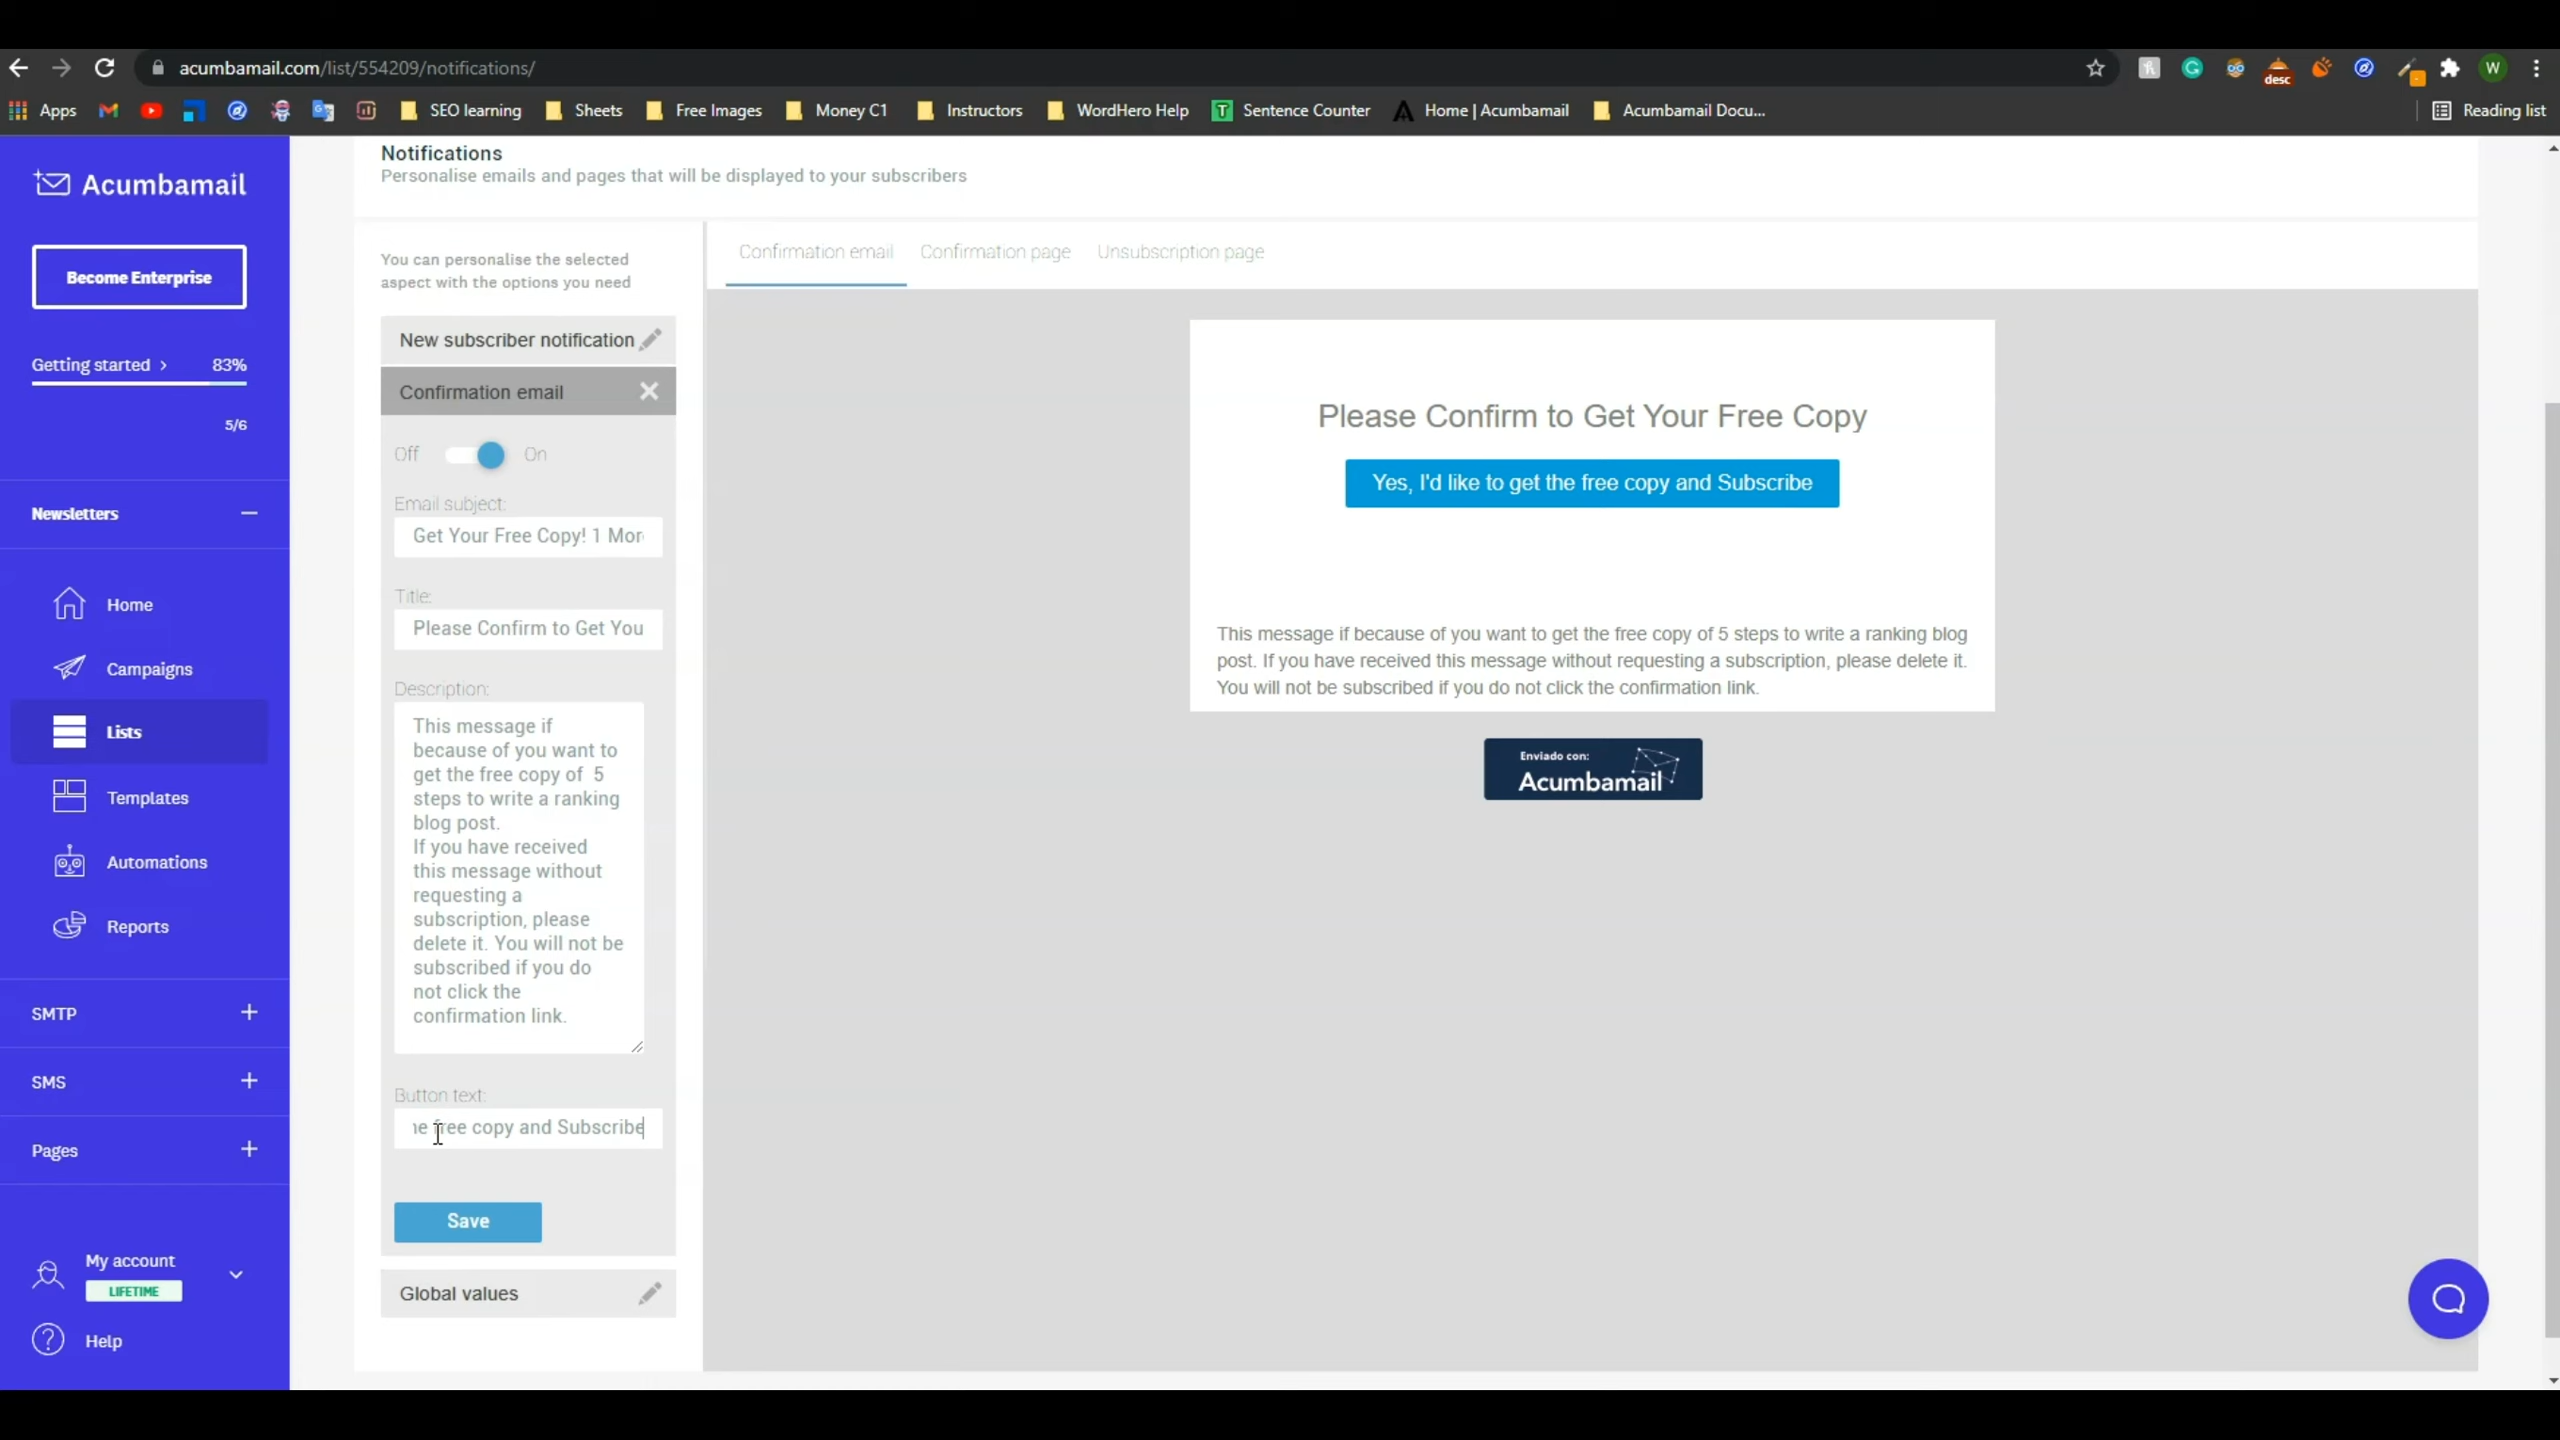 acumbamail.com/list/554209/notifications/
desc
W
Apps
SEO learning
Sheets
Free Images
Money C1
Instructors
WordHero Help
T
Sentence Counter
Home | Acumbamail
Acumbamail Docu...
Reading list
Acumbamail
Become Enterprise
Getting started > 83%
5/6
Newsletters
Home
Campaigns
Lists
Templates
Automations
Reports
SMTP
SMS
Pages
My account
LIFETIME
Help
Notifications
Personalise emails and pages that will be displayed to your subscribers
You can personalise the selected
aspect with the options you need
New subscriber notification
Confirmation email
Off On
Email subject:
Get Your Free Copy! 1 Mor
Title:
Please Confirm to Get You
Description:
This message if
because of you want to
get the free copy of 5
steps to write a ranking
blog post.
If you have received
this message without
requesting a
subscription, please
delete it. You will not be
subscribed if you do
not click the
confirmation link.
Button text:
he free copy and Subscribe
Save
Global values
Confirmation email
Confirmation page
Unsubscription page
Please Confirm to Get Your Free Copy
Yes, I'd like to get the free copy and Subscribe
This message if because of you want to get the free copy of 5 steps to write a ranking blog
post. If you have received this message without requesting a subscription, please delete it.
You will not be subscribed if you do not click the confirmation link.
Enviado con:
Acumbamail